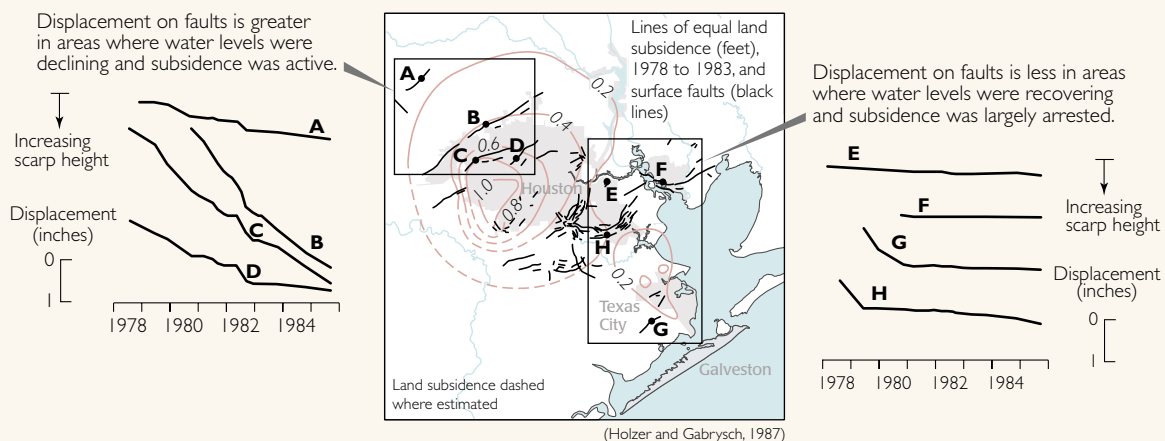 Displacement on faults is greater
in areas where water levels were
declining and subsidence was active.
Increasing
scarp height
Displacement
(inches)
0
1
A
B
C
D
1978
1980
1982
1984
Lines of equal land
subsidence (feet),
1978 to 1983, and
surface faults (black
lines)
0.2
0.4
0.6
1.0
0.8
0.2
A
B
C
D
E
F
H
G
Houston
Texas
City
Galveston
Land subsidence dashed
where estimated
(Holzer and Gabrysch, 1987)
Displacement on faults is less in areas
where water levels were recovering
and subsidence was largely arrested.
E
F
G
H
Increasing
scarp height
Displacement
(inches)
0
1
1978
1980
1982
1984